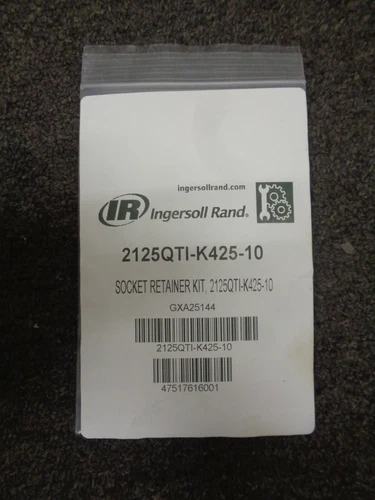 ingersollrand.com
IR Ingersoll Rand®
2125QTI-K425-10
SOCKET RETAINER KIT, 2125QTI-K425-10
GXA25144
2125QTI-K425-10
47517616001